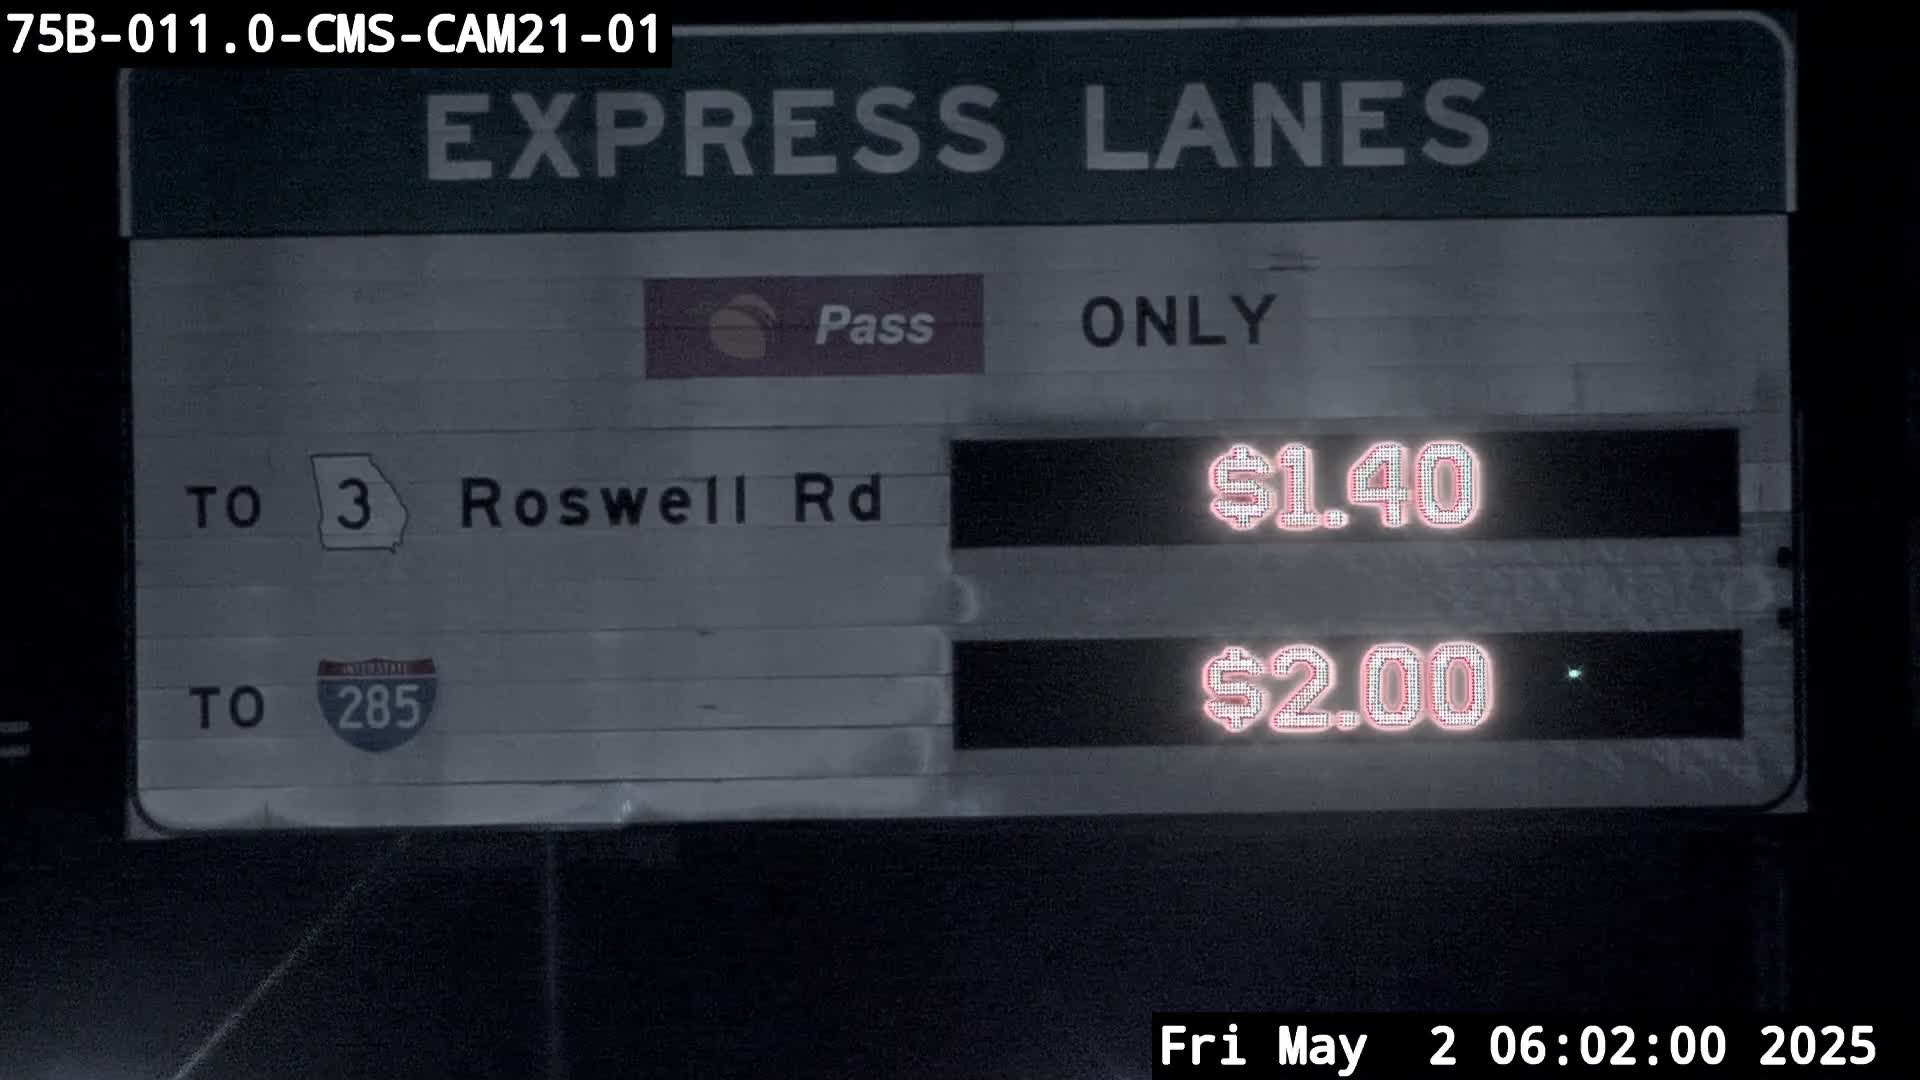 75B-011.0-CMS-CAM21-01
EXPRESS LANES
Pass ONLY
TO 3 Roswell Rd $1.40
INTERSTATE
TO 285 $2.00
Fri May 2 06:02:00 2025